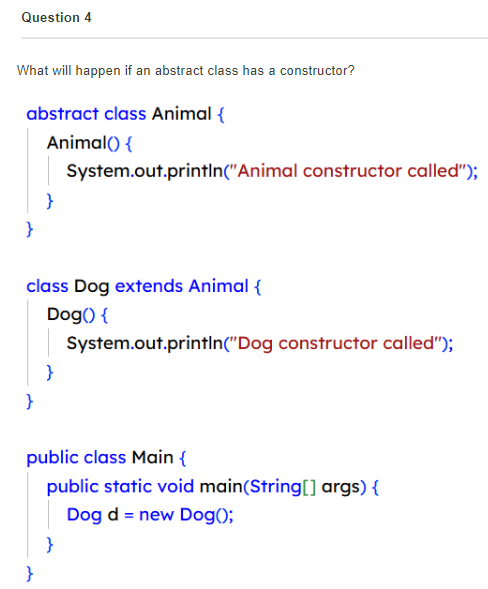 Question 4
What will happen if an abstract class has a constructor?
abstract class Animal {
Animal() {
System.out.println("Animal constructor called");
}
}
class Dog extends Animal {
Dog() {
System.out.println("Dog constructor called");
}
}
public class Main {
public static void main(String[] args) {
Dog d = new Dog();
}
}